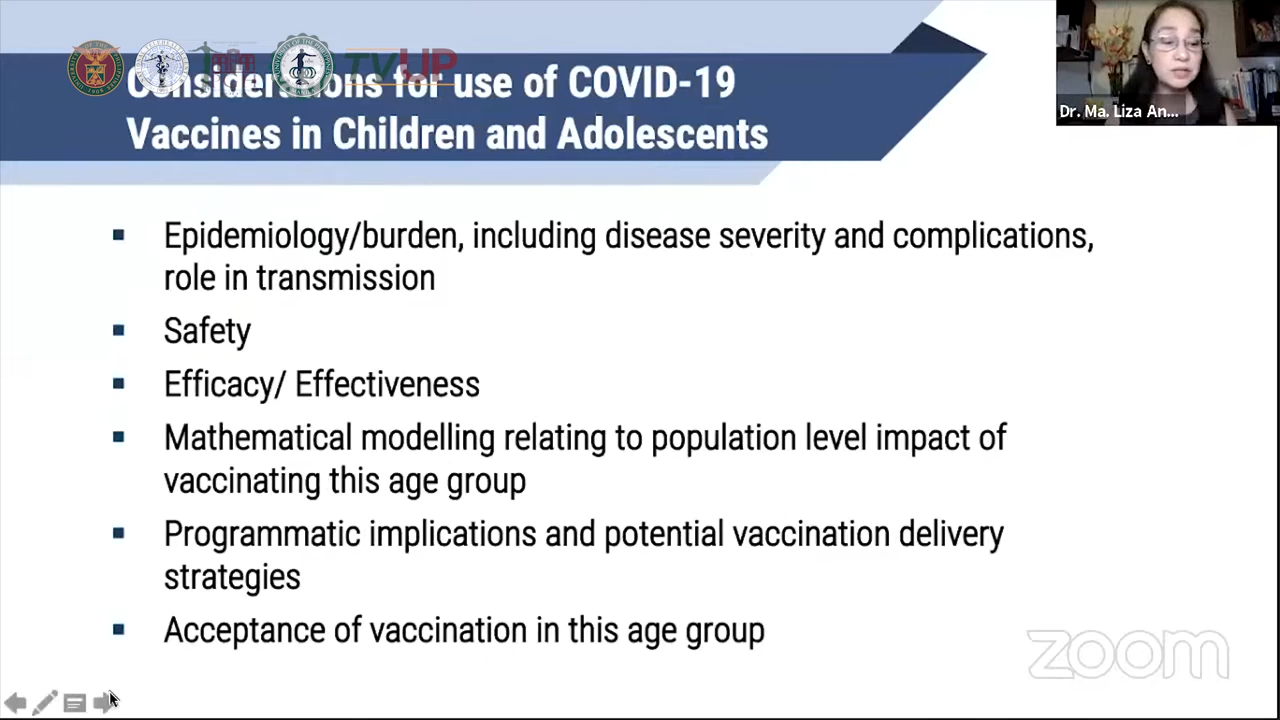 TVUP
Considerations for use of COVID-19
Vaccines in Children and Adolescents
Dr. Ma. Liza An...
Epidemiology/burden, including disease severity and complications,
role in transmission
Safety
Efficacy/ Effectiveness
Mathematical modelling relating to population level impact of
vaccinating this age group
Programmatic implications and potential vaccination delivery
strategies
Acceptance of vaccination in this age group
zoom